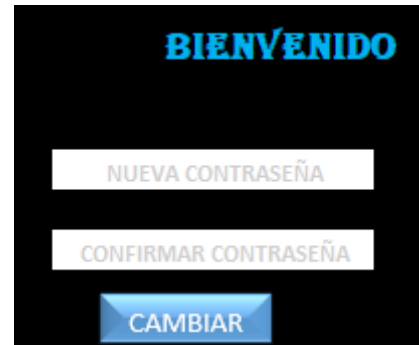 BIENVENIDO
NUEVA CONTRASEÑA
CONFIRMAR CONTRASEÑA
CAMBIAR